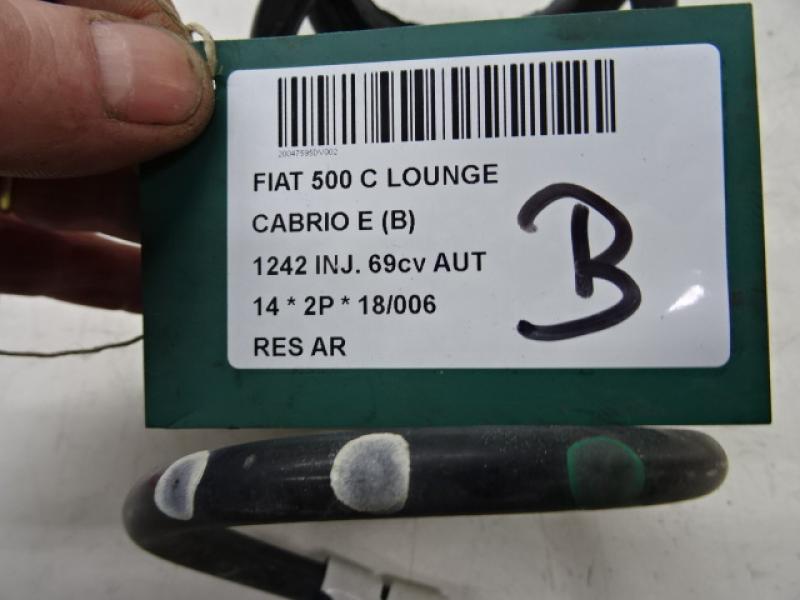 20047595DV002
FIAT 500 C LOUNGE
CABRIO E (B)
1242 INJ. 69cv AUT
14 * 2P * 18/006
RES AR
B